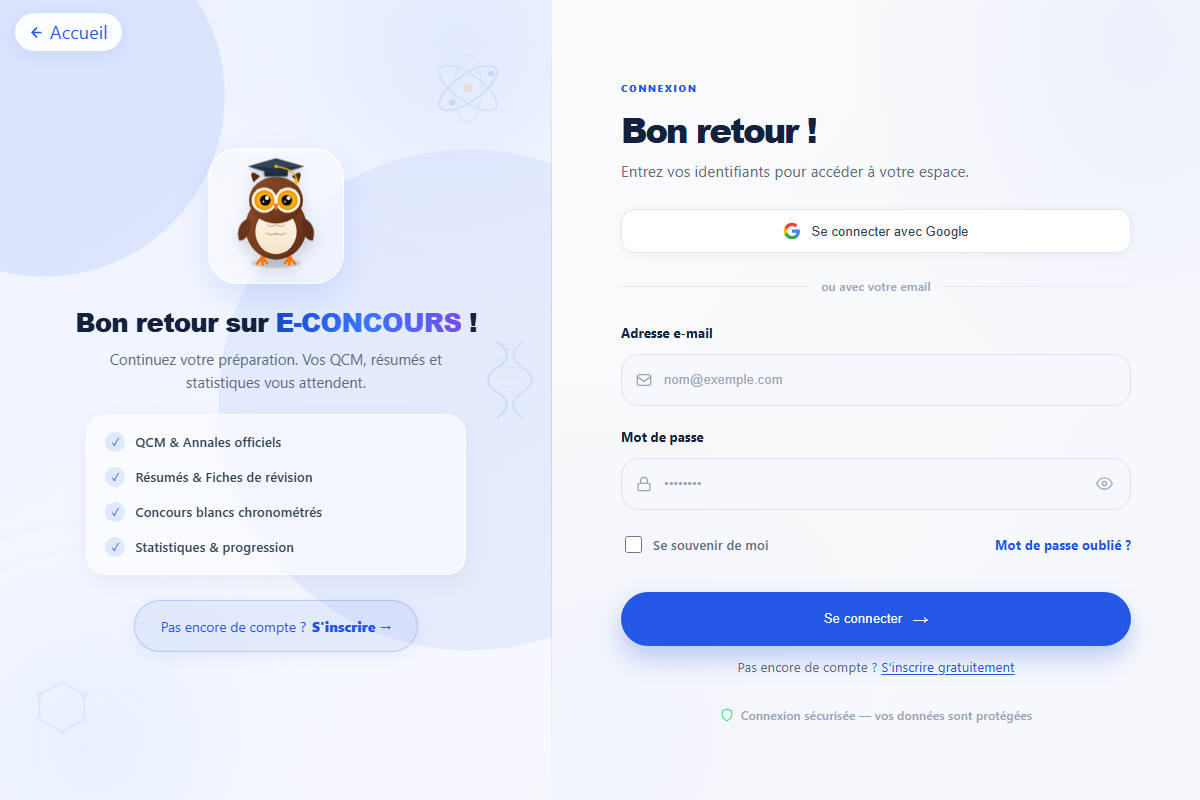 ← Accueil
Bon retour sur E-CONCOURS !
Continuez votre préparation. Vos QCM, résumés et
statistiques vous attendent.
✓ QCM & Annales officiels
✓ Résumés & Fiches de révision
✓ Concours blancs chronométrés
✓ Statistiques & progression
Pas encore de compte ? S'inscrire →
CONNEXION
Bon retour !
Entrez vos identifiants pour accéder à votre espace.
Se connecter avec Google
ou avec votre email
Adresse e-mail
nom@exemple.com
Mot de passe
••••••••
Se souvenir de moi
Mot de passe oublié ?
Se connecter →
Pas encore de compte ? S'inscrire gratuitement
Connexion sécurisée — vos données sont protégées